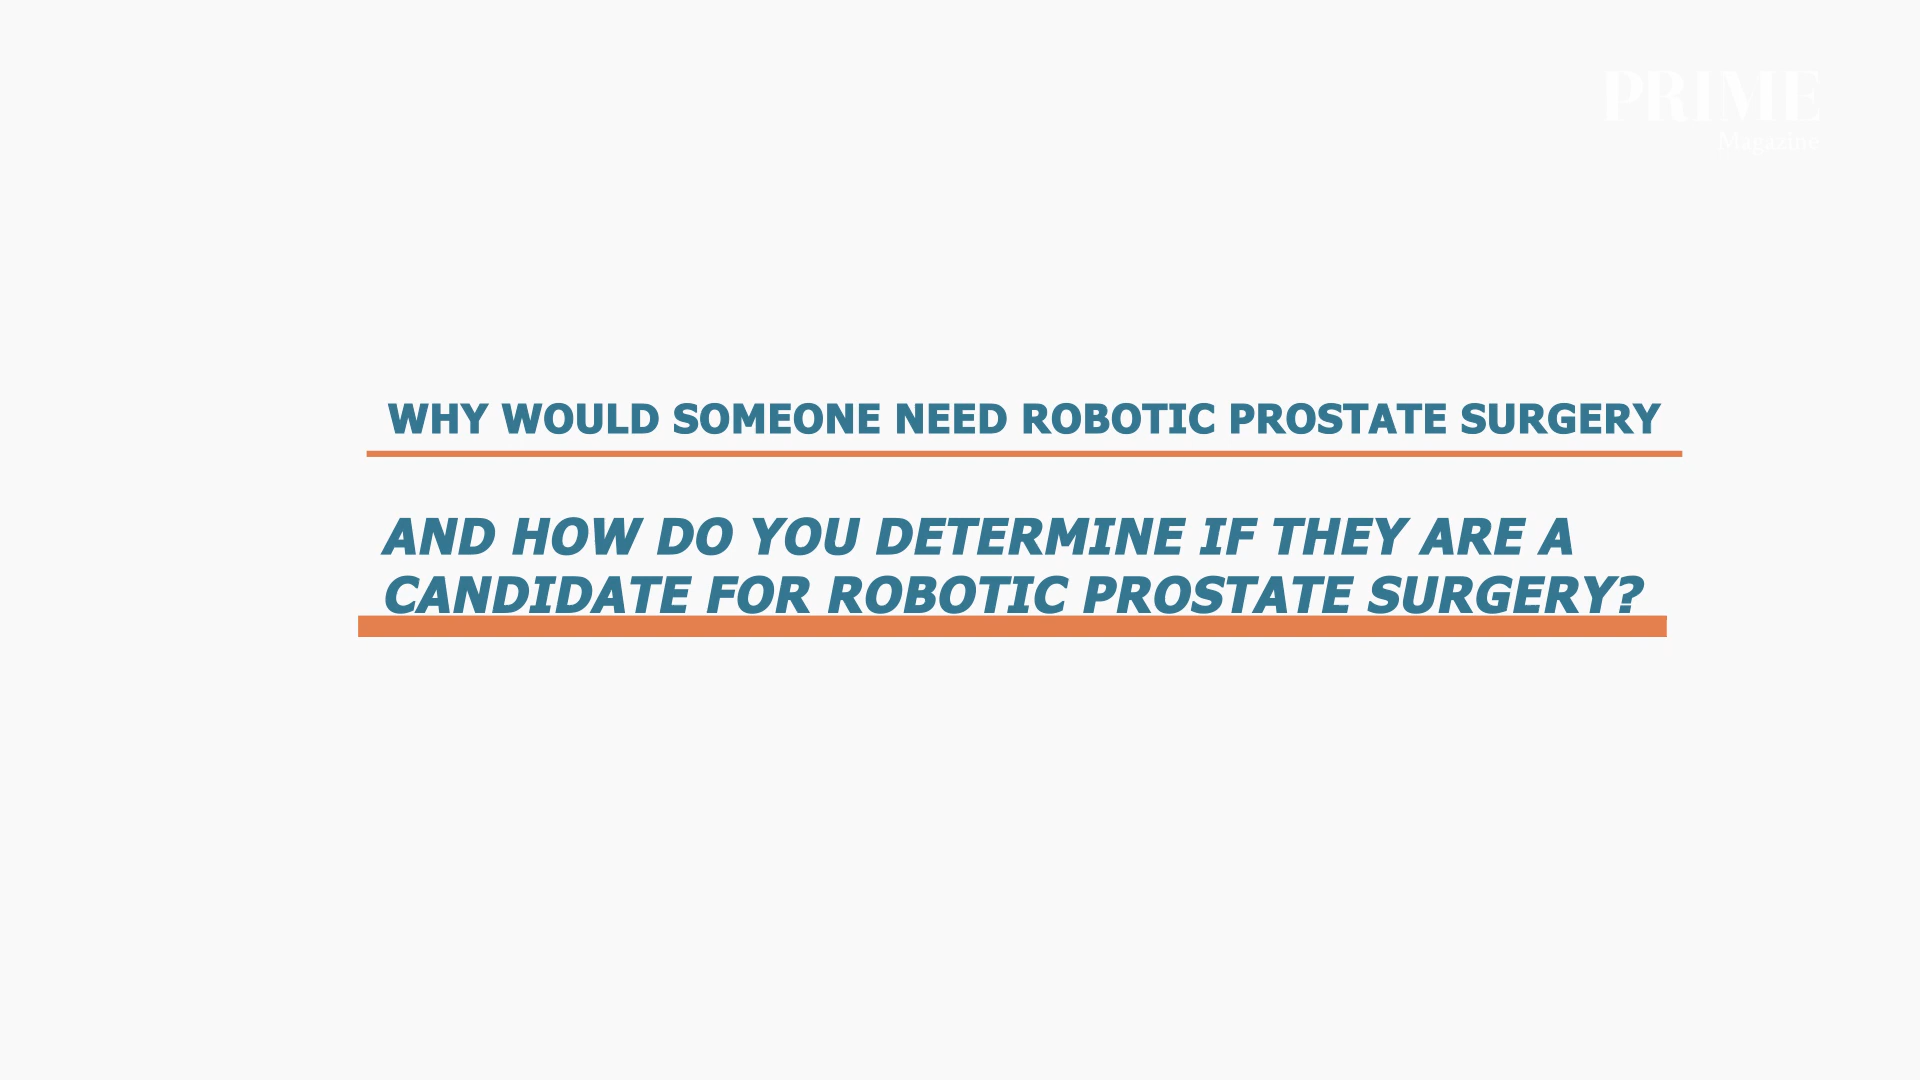 PRIME
Magazine
WHY WOULD SOMEONE NEED ROBOTIC PROSTATE SURGERY
AND HOW DO YOU DETERMINE IF THEY ARE A
CANDIDATE FOR ROBOTIC PROSTATE SURGERY?